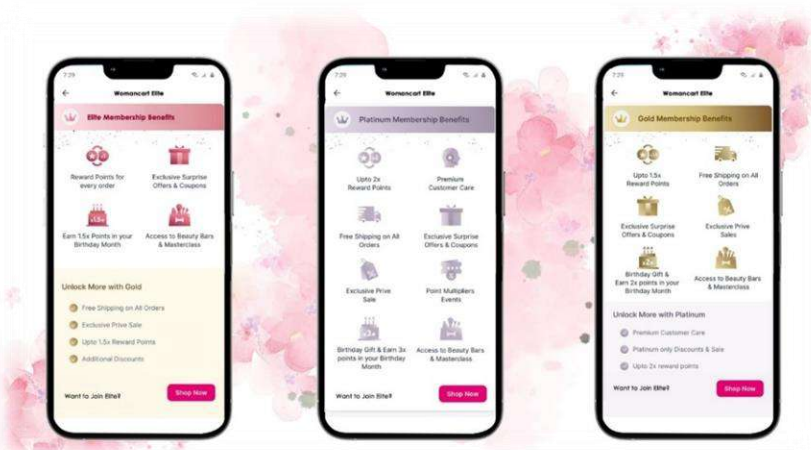 7:29
Womancart Elite
Elite Membership Benefits
Reward Points for
every order
Exclusive Surprise
Offers & Coupons
x1.5x
Earn 1.5x Points in your
Birthday Month
Access to Beauty Bars
& Masterclass
Unlock More with Gold
Free Shipping on All Orders
Exclusive Prive Sale
Upto 1.5x Reward Points
Additional Discounts
Want to Join Elite?
Shop Now
7:29
Womancart Elite
Platinum Membership Benefits
Upto 2x
Reward Points
Premium
Customer Care
Free Shipping on All
Orders
Exclusive Surprise
Offers & Coupons
Exclusive Prive
Sale
Point Multipliers
Events
Birthday Gift & Earn 3x
points in your Birthday
Month
Access to Beauty Bars
& Masterclass
Want to Join Elite?
Shop Now
7:29
Womancart Elite
Gold Membership Benefits
Upto 1.5x
Reward Points
Free Shipping on All
Orders
Exclusive Surprise
Offers & Coupons
Exclusive Prive
Sales
Birthday Gift &
Earn 2x points in your
Birthday Month
Access to Beauty Bars
& Masterclass
Unlock More with Platinum
Premium Customer Care
Platinum only Discounts & Sale
Upto 2x reward points
Want to Join Elite?
Shop Now